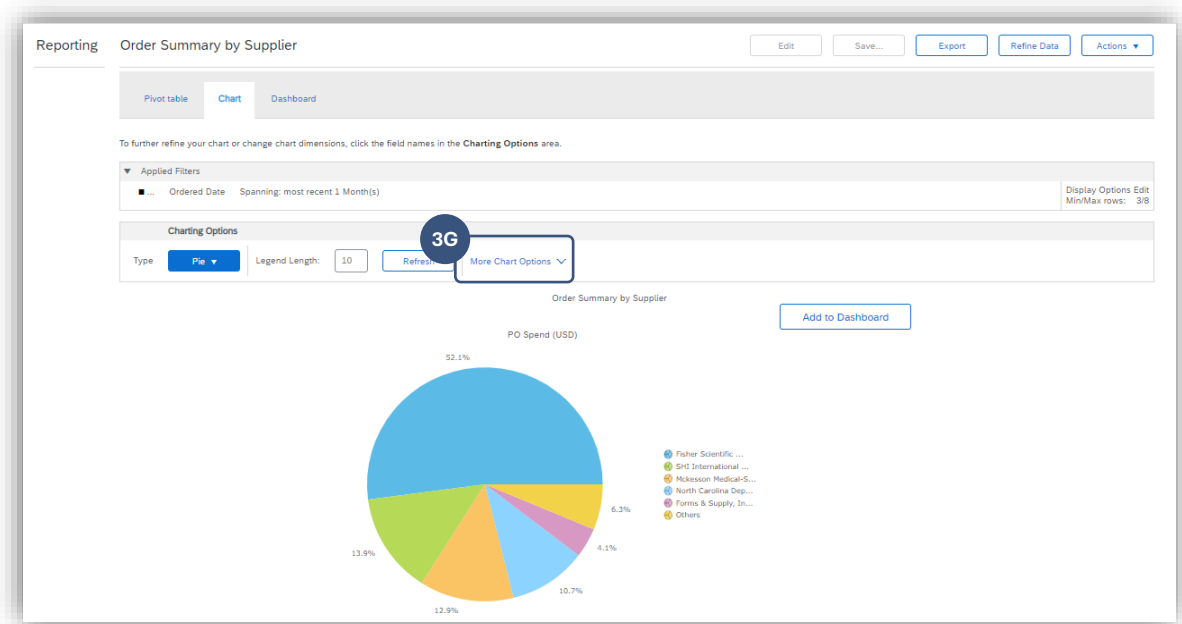 Reporting
Order Summary by Supplier
Edit
Save...
Export
Refine Data
Actions ▼
Pivot table
Chart
Dashboard
To further refine your chart or change chart dimensions, click the field names in the Charting Options area.
▼ Applied Filters
■ ... Ordered Date Spanning: most recent 1 Month(s)
Display Options Edit
Min/Max rows: 3/8
Charting Options
3G
Type
Pie ▼
Legend Length:
10
Refresh
More Chart Options
Order Summary by Supplier
Add to Dashboard
PO Spend (USD)
52.1%
Fisher Scientific ...
SHI International ...
Mckesson Medical-S...
North Carolina Dep...
Forms & Supply, In...
Others
6.3%
4.1%
13.9%
10.7%
12.9%